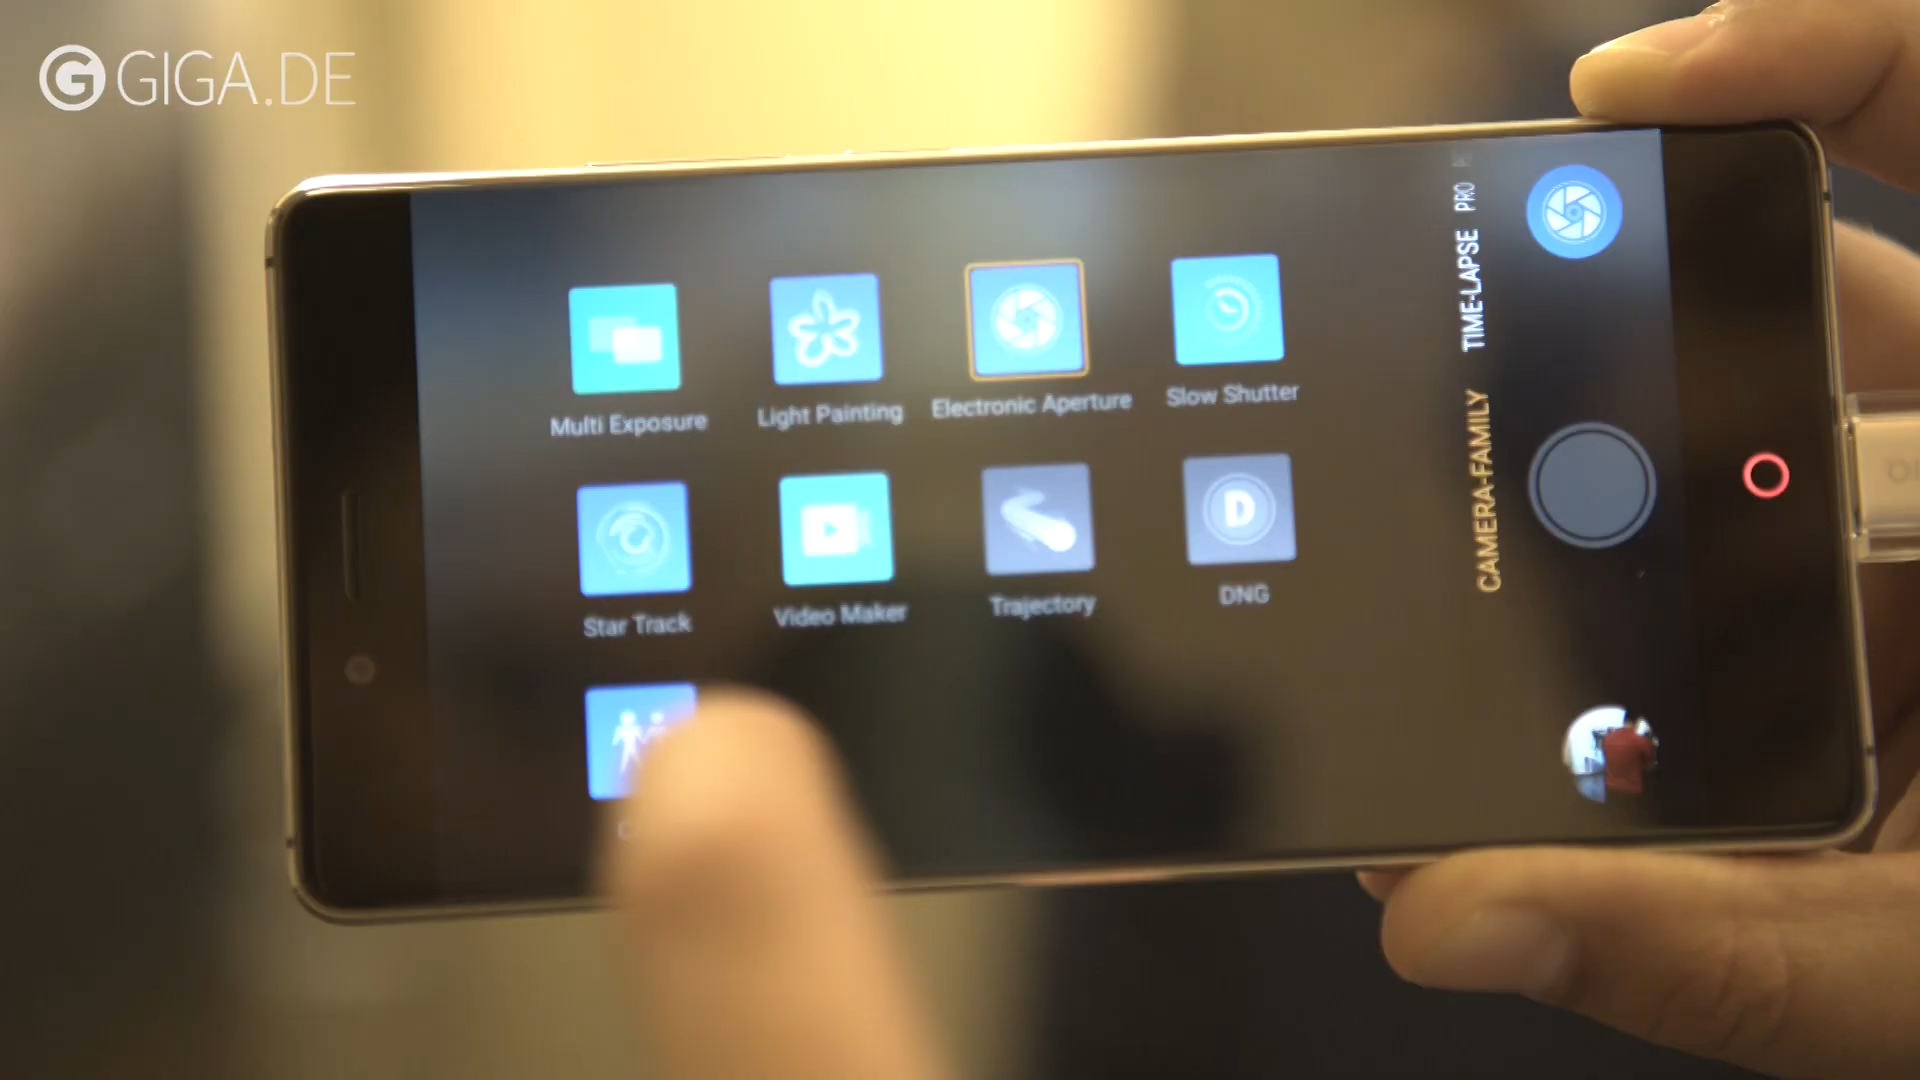 GIGA.DE
Multi Exposure
Light Painting
Electronic Aperture
Slow Shutter
Star Track
Video Maker
Trajectory
D
DNG
CAMERA-FAMILY
TIME-LAPSE
PRO